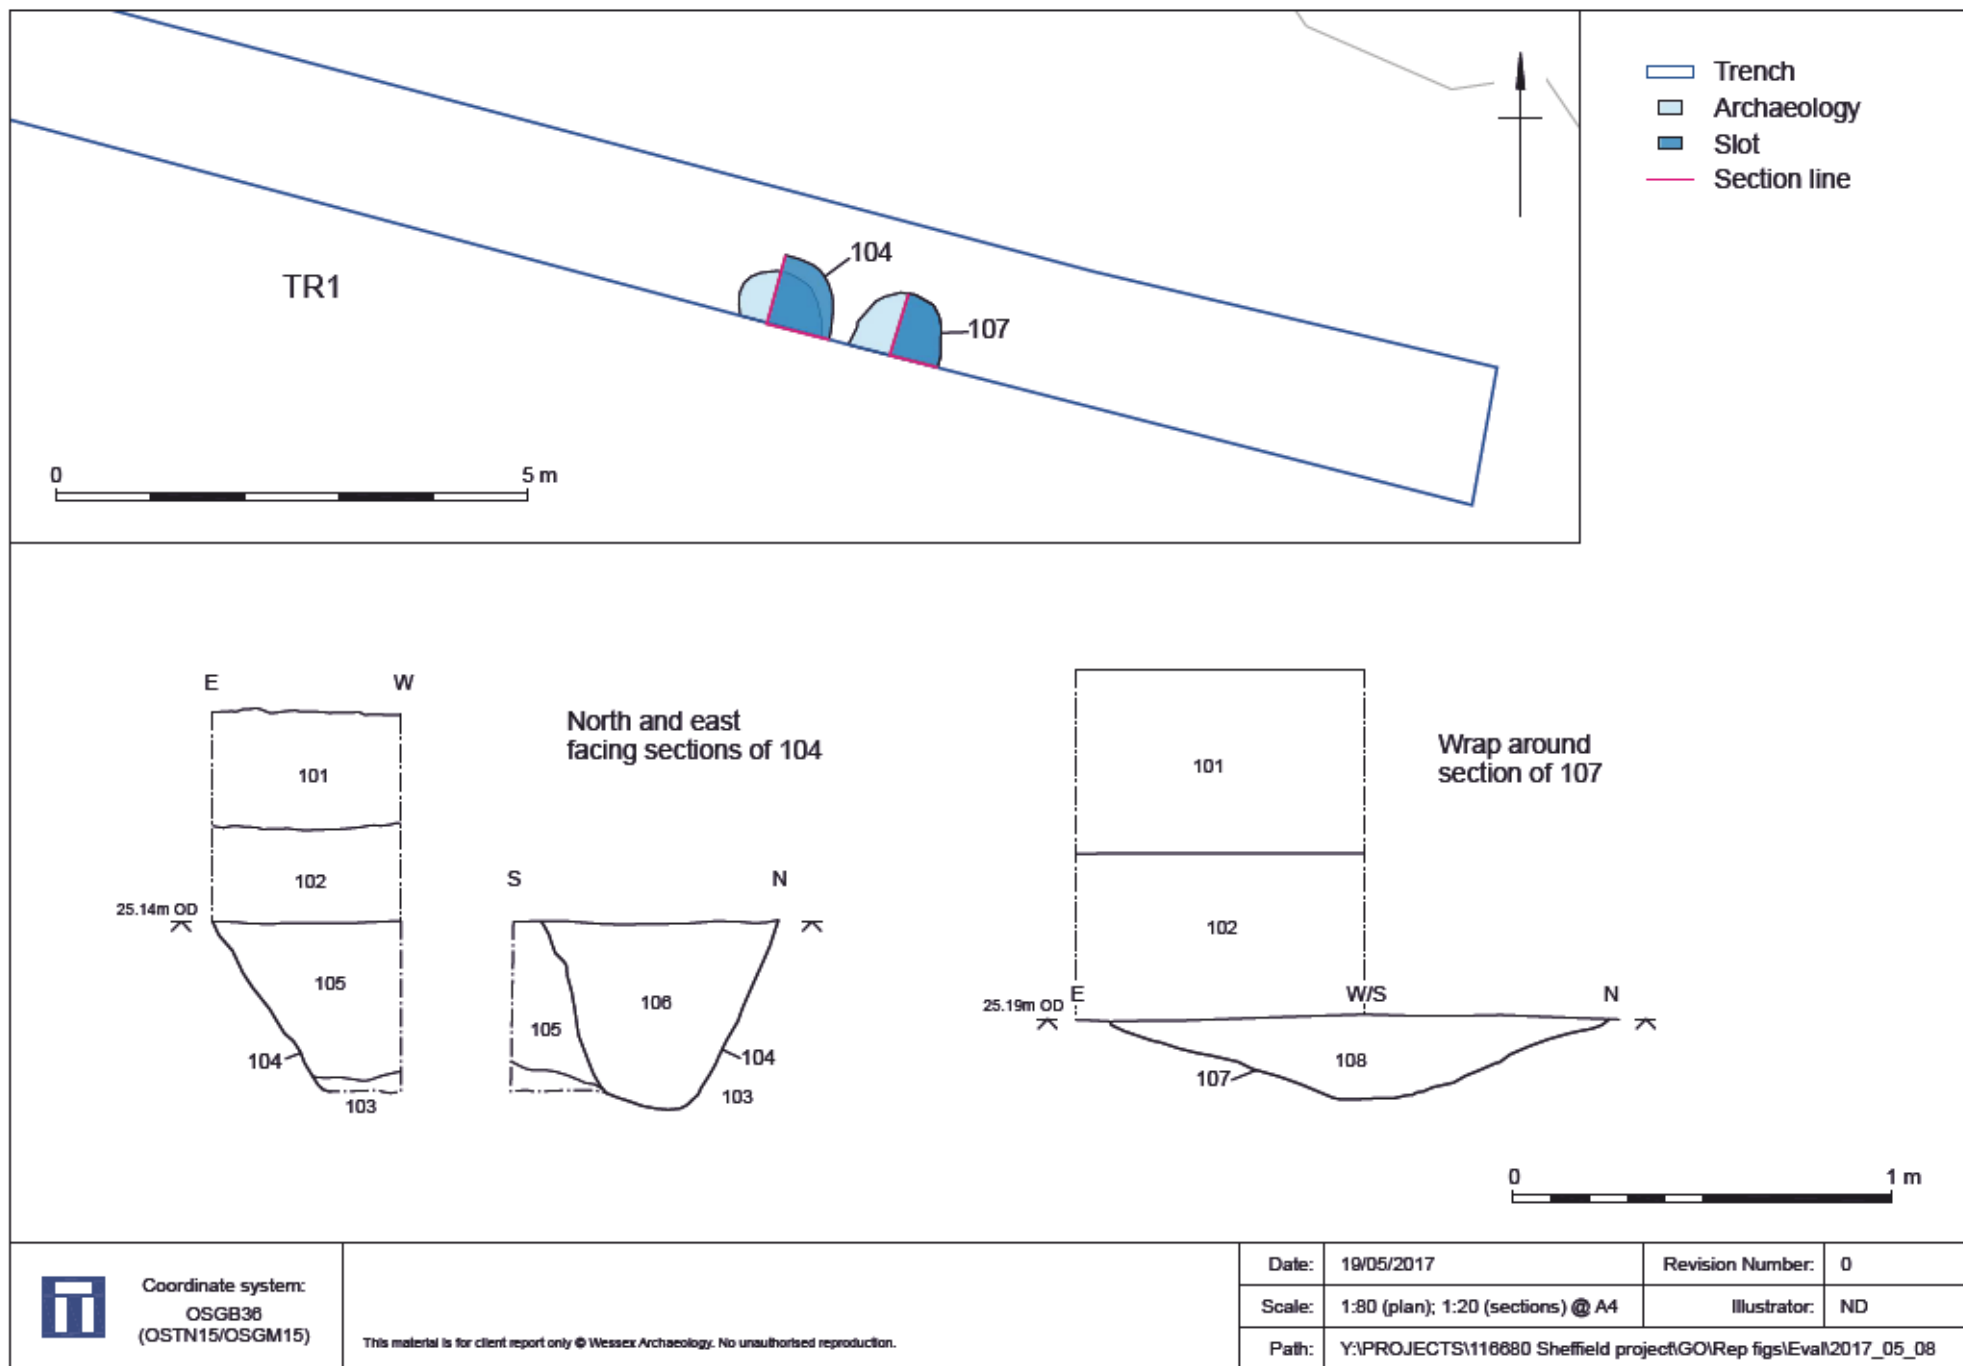 Trench
Archaeology
Slot
Section line
104
107
TR1
0 5 m
E W
North and east
facing sections of 104
101
102
25.14m OD
105
104
103
S N
106
105
104
103
Wrap around
section of 107
101
102
25.19m OD
E W/S N
108
107
0 1 m
Coordinate system:
OSGB36
(OSTN15/OSGM15)
This material is for client report only © Wessex Archaeology. No unauthorised reproduction.
Date: 19/05/2017 Revision Number: 0
Scale: 1:80 (plan); 1:20 (sections) @ A4 Illustrator: ND
Path: Y:\PROJECTS\116680 Sheffield project\GO\Rep figs\Eval\2017_05_08